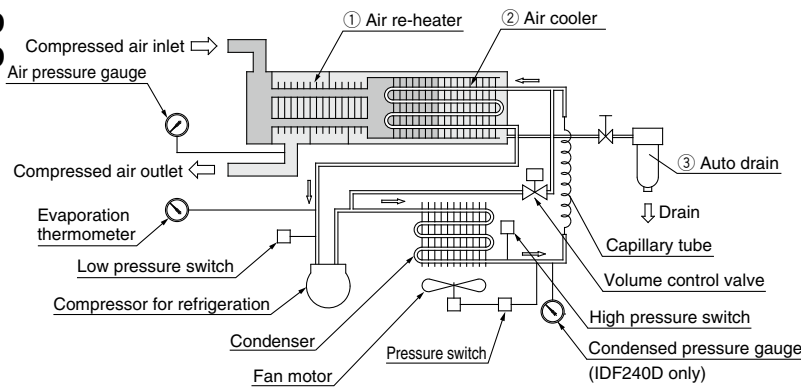 ① Air re-heater
② Air cooler
Compressed air inlet
Air pressure gauge
Compressed air outlet
③ Auto drain
Drain
Evaporation
thermometer
Capillary tube
Low pressure switch
Volume control valve
Compressor for refrigeration
High pressure switch
Condenser
Pressure switch
Condensed pressure gauge
(IDF240D only)
Fan motor